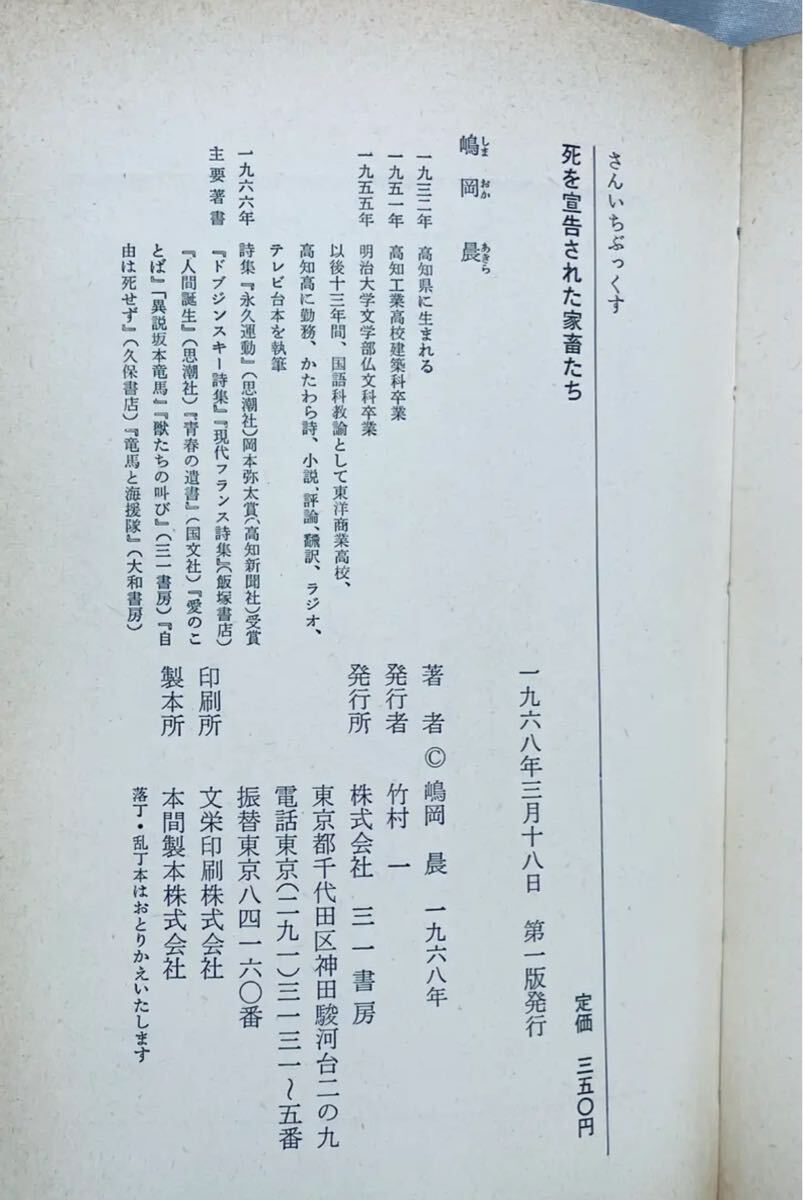 さんいちぶっくす
死を宣告された家畜たち
定価 三五〇円
嶋岡晨
しまおかあきら
一九三二年 高知県に生まれる
一九五一年 高知工業高校建築科卒業
一九五五年 明治大学文学部仏文科卒業
以後十三年間、国語科教諭として東洋商業高校、
高知高に勤務、かたわら詩、小説、評論、飜訳、ラジオ、
テレビ台本を執筆
一九六六年 詩集『永久運動』(思潮社)岡本弥太賞(高知新聞社)受賞
主要著書 『ドブジンスキー詩集』『現代フランス詩集』(飯塚書店)
『人間誕生』(思潮社)『青春の遺書』(国文社)『愛のこ
とば』『異説坂本竜馬』『獣たちの叫び』(三一書房)『自
由は死せず』(久保書店)『竜馬と海援隊』(大和書房)
一九六八年三月十八日 第一版発行
著者 © 嶋岡 晨 一九六八年
発行者 竹村 一
発行所 株式会社 三一書房
東京都千代田区神田駿河台二の九
電話東京(二九一)三一三一〜五番
振替東京八四一六〇番
印刷所 文栄印刷株式会社
製本所 本間製本株式会社
落丁・乱丁本はおとりかえいたします